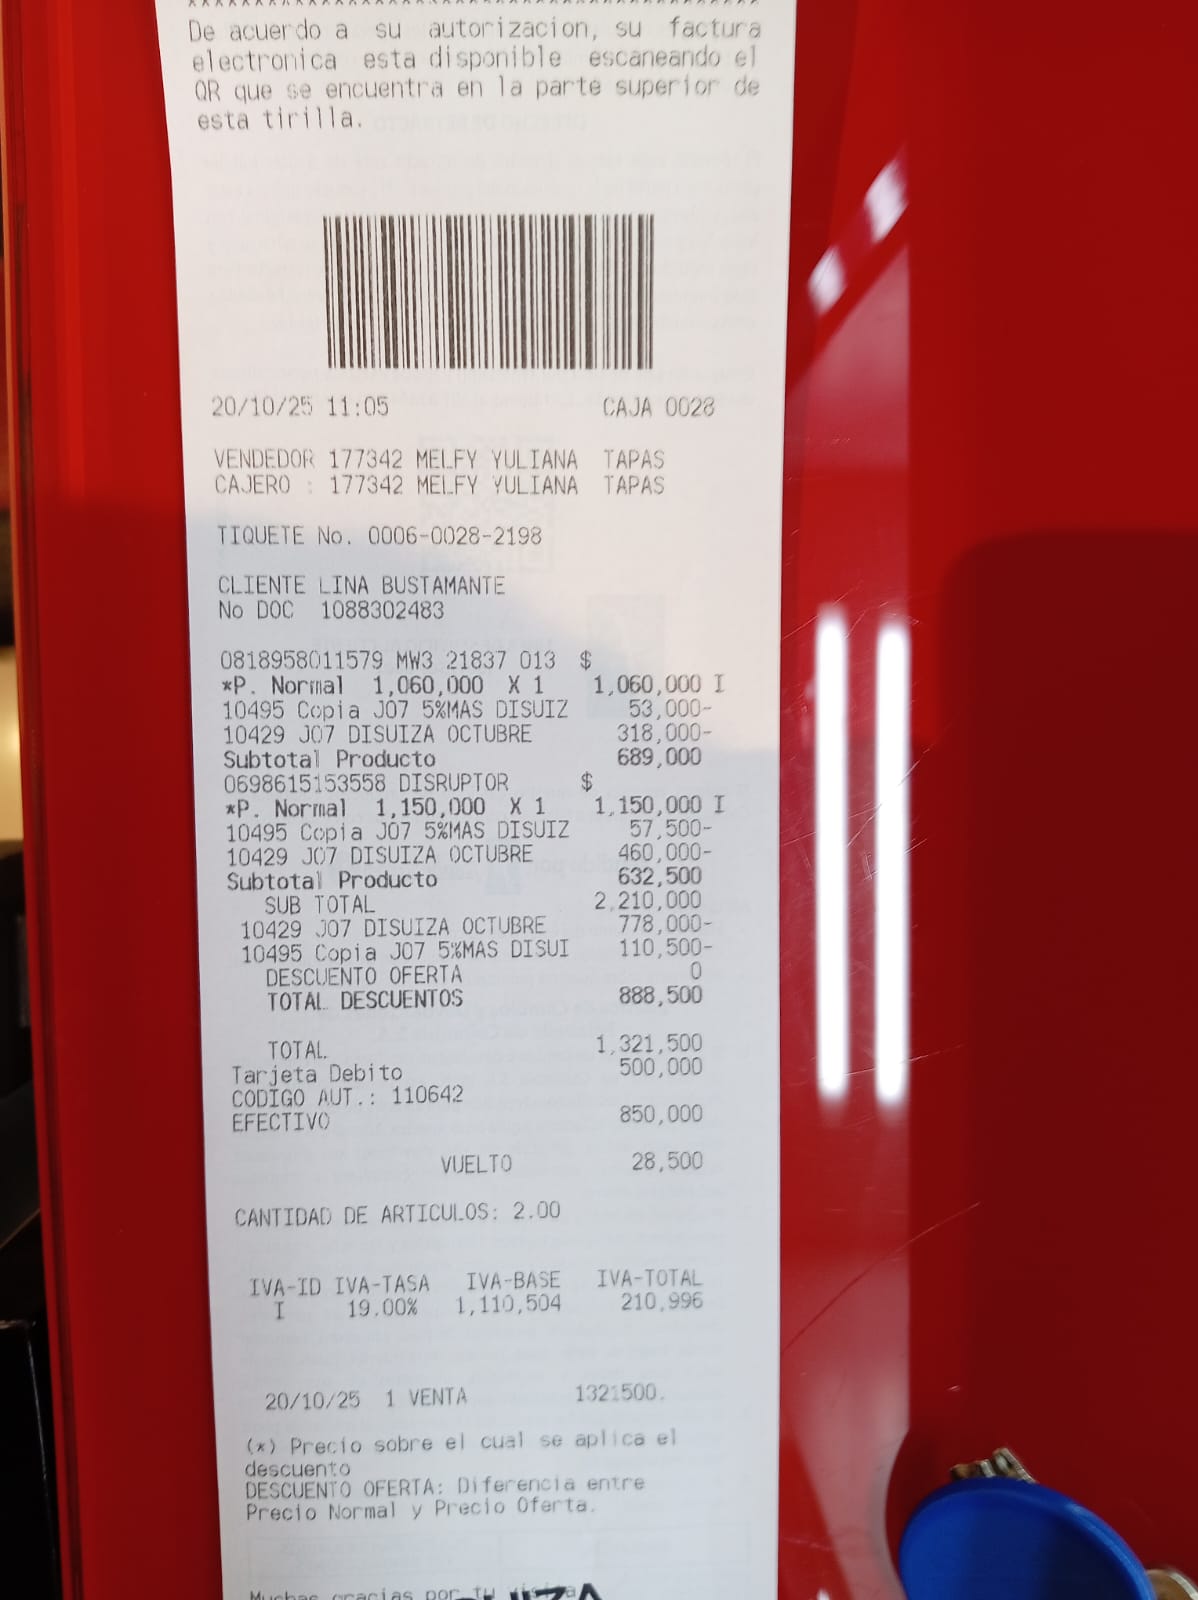 De acuerdo a su autorizacion, su factura
electronica esta disponible escaneando el
QR que se encuentra en la parte superior de
esta tirilla.
20/10/25 11:05 CAJA 0028
VENDEDOR 177342 MELFY YULIANA TAPAS
CAJERO : 177342 MELFY YULIANA TAPAS
TIQUETE No. 0006-0028-2198
CLIENTE LINA BUSTAMANTE
No DOC 1088302483
0818958011579 MW3 21837 013 $
*P. Normal 1,060,000 X 1 1,060,000 I
10495 Copia J07 5%MAS DISUIZ 53,000-
10429 J07 DISUIZA OCTUBRE 318,000-
Subtotal Producto 689,000
0698615153558 DISRUPTOR $
*P. Normal 1,150,000 X 1 1,150,000 I
10495 Copia J07 5%MAS DISUIZ 57,500-
10429 J07 DISUIZA OCTUBRE 460,000-
Subtotal Producto 632,500
SUB TOTAL 2,210,000
10429 J07 DISUIZA OCTUBRE 778,000-
10495 Copia J07 5%MAS DISUI 110,500-
DESCUENTO OFERTA 0
TOTAL DESCUENTOS 888,500
TOTAL 1,321,500
Tarjeta Debito 500,000
CODIGO AUT.: 110642
EFECTIVO 850,000
VUELTO 28,500
CANTIDAD DE ARTICULOS: 2.00
IVA-ID IVA-TASA IVA-BASE IVA-TOTAL
I 19.00% 1,110,504 210,996
20/10/25 1 VENTA 1321500.
(*) Precio sobre el cual se aplica el
descuento
DESCUENTO OFERTA: Diferencia entre
Precio Normal y Precio Oferta.
Muchas gracias por tu visita